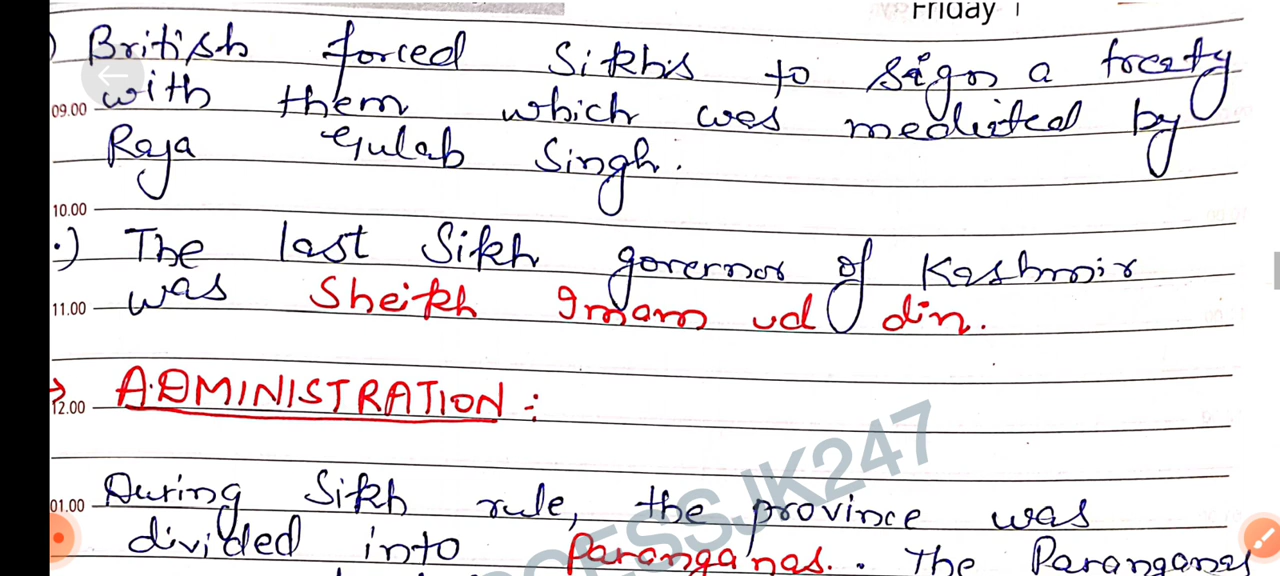 Friday
British forced Sikhs to sign a treaty
09.00 with them which was mediated by
Raja Gulab Singh.
10.00
.) The last Sikh governor of Kashmir
11.00 was Sheikh Imam ud din.
→ ADMINISTRATION :
12.00
01.00 During Sikh rule, the province was
divided into Paranganas. The Paranganas
CESSJK247